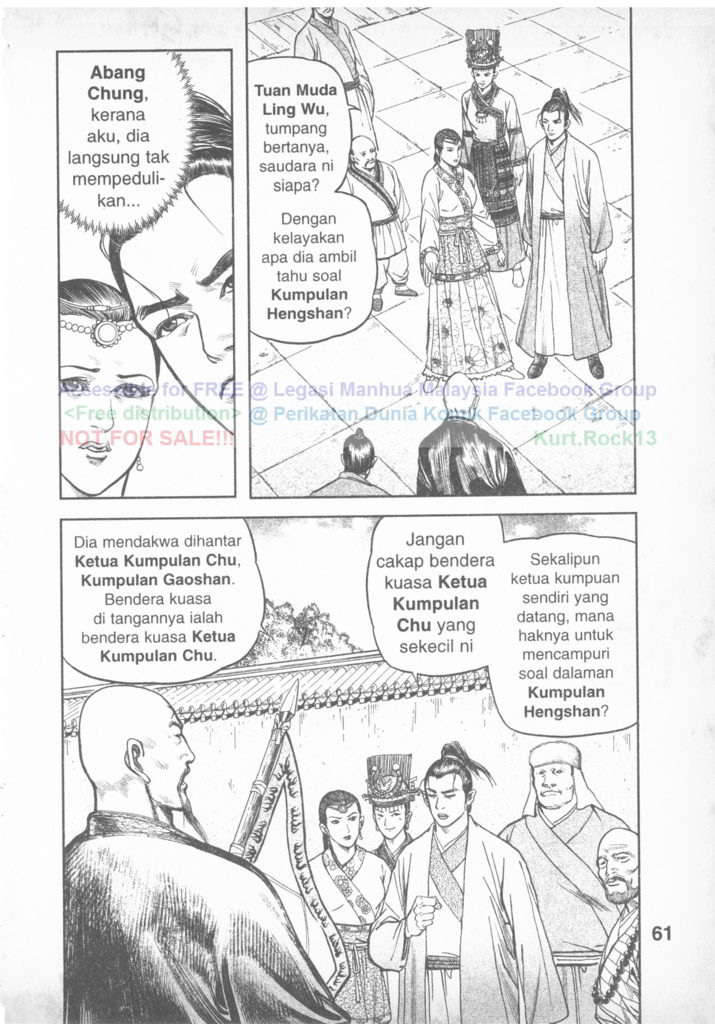 Abang
Chung,
kerana
aku, dia
langsung tak
mempeduli-
kan...
Tuan Muda
Ling Wu,
tumpang
bertanya,
saudara ni
siapa?
Dengan
kelayakan
apa dia ambil
tahu soal
Kumpulan
Hengshan?
Accessible for FREE @ Legasi Manhua Malaysia Facebook Group
<Free distribution> @ Perikatan Dunia Komik Facebook Group
NOT FOR SALE!!! Kurt.Rock13
Dia mendakwa dihantar
Ketua Kumpulan Chu,
Kumpulan Gaoshan.
Bendera kuasa
di tangannya ialah
bendera kuasa Ketua
Kumpulan Chu.
Jangan
cakap bendera
kuasa Ketua
Kumpulan
Chu yang
sekecil ni
Sekalipun
ketua kumpuan
sendiri yang
datang, mana
haknya untuk
mencampuri
soal dalaman
Kumpulan
Hengshan?
61